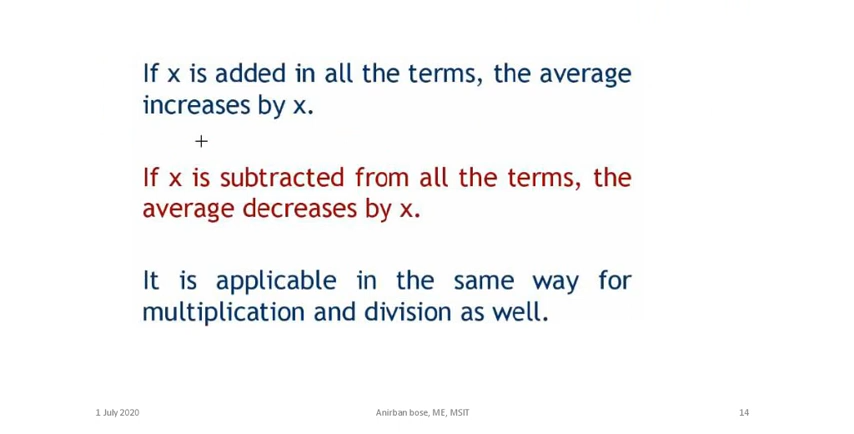 If x is added in all the terms, the average
increases by x.
+
If x is subtracted from all the terms, the
average decreases by x.
It is applicable in the same way for
multiplication and division as well.
1 July 2020
Anirban bose, ME, MSIT
14